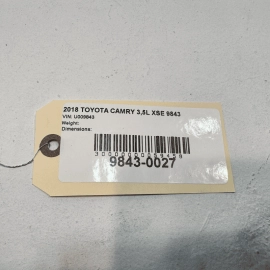 2018 TOYOTA CAMRY 3,5L XSE 9843
VIN: U009843
Weight:
Dimensions:
9843-0027